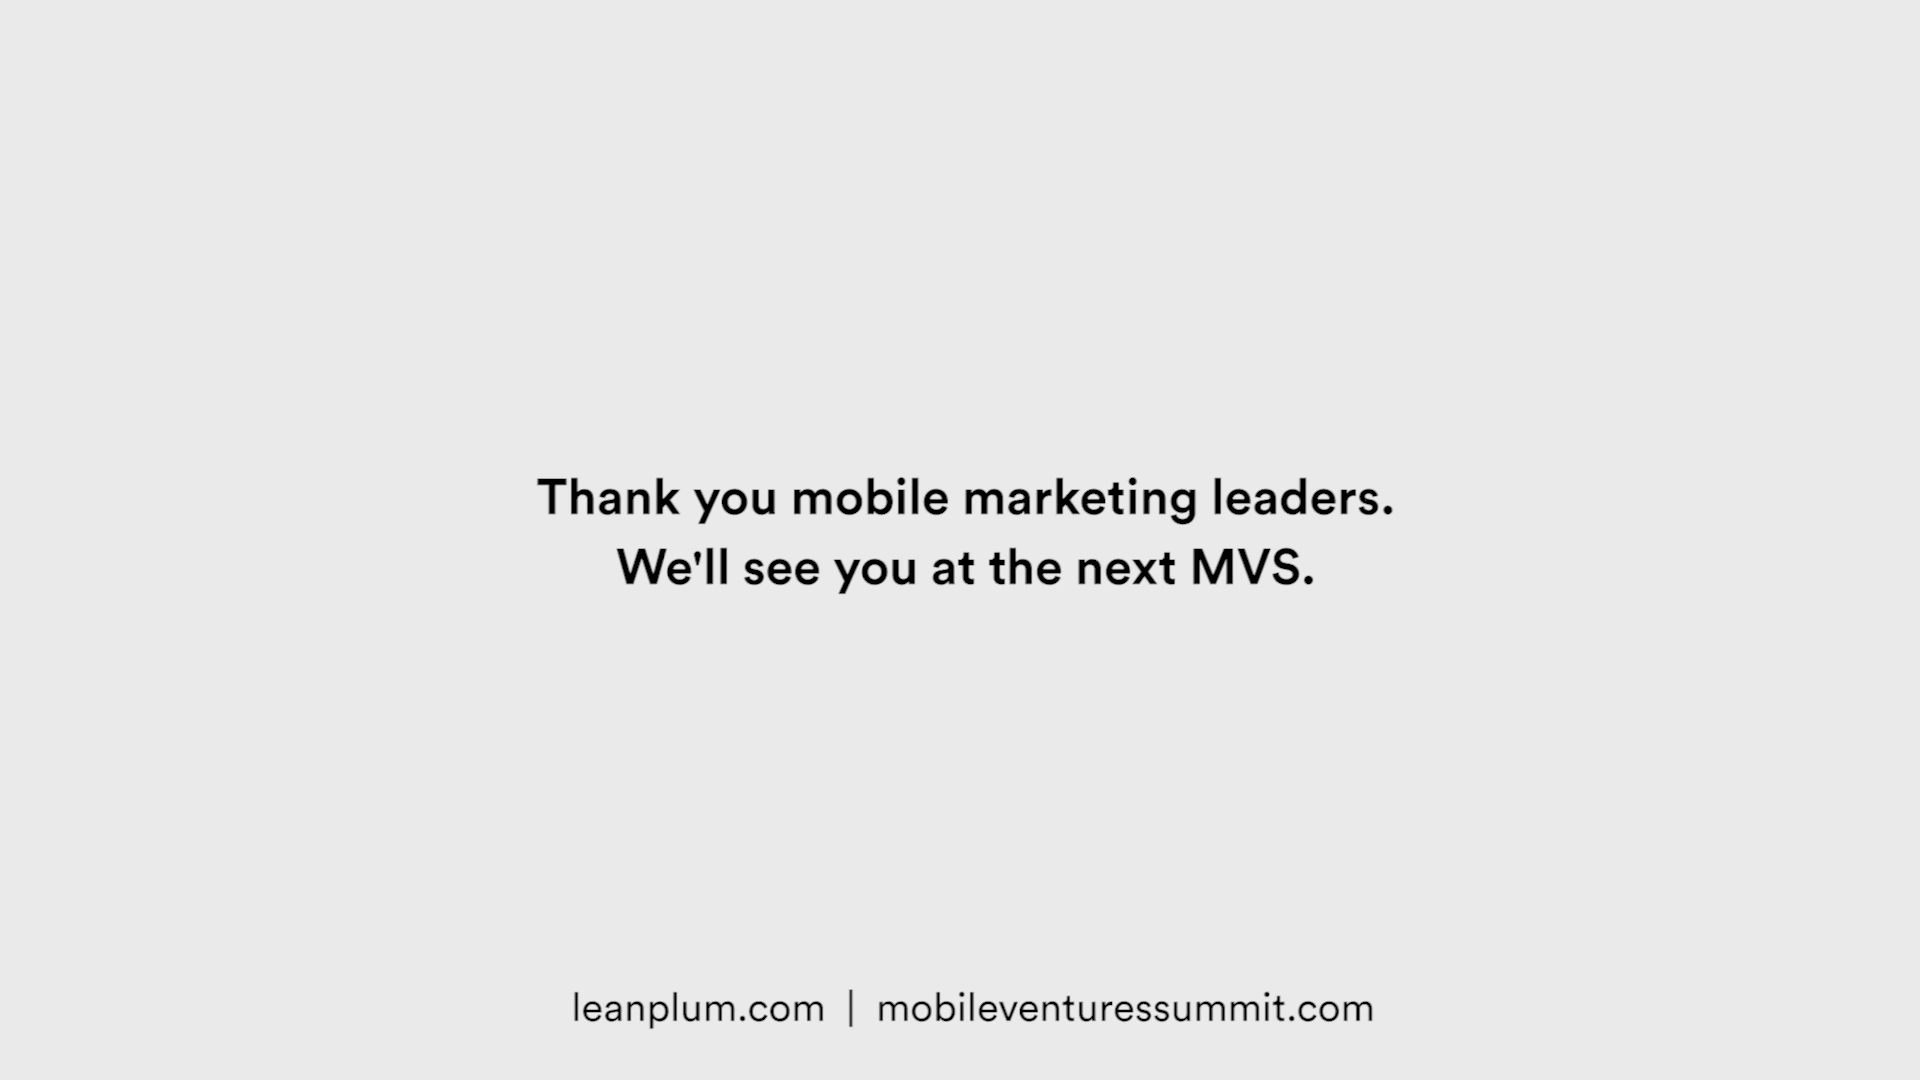 Thank you mobile marketing leaders.
We'll see you at the next MVS.
leanplum.com | mobileventuressummit.com